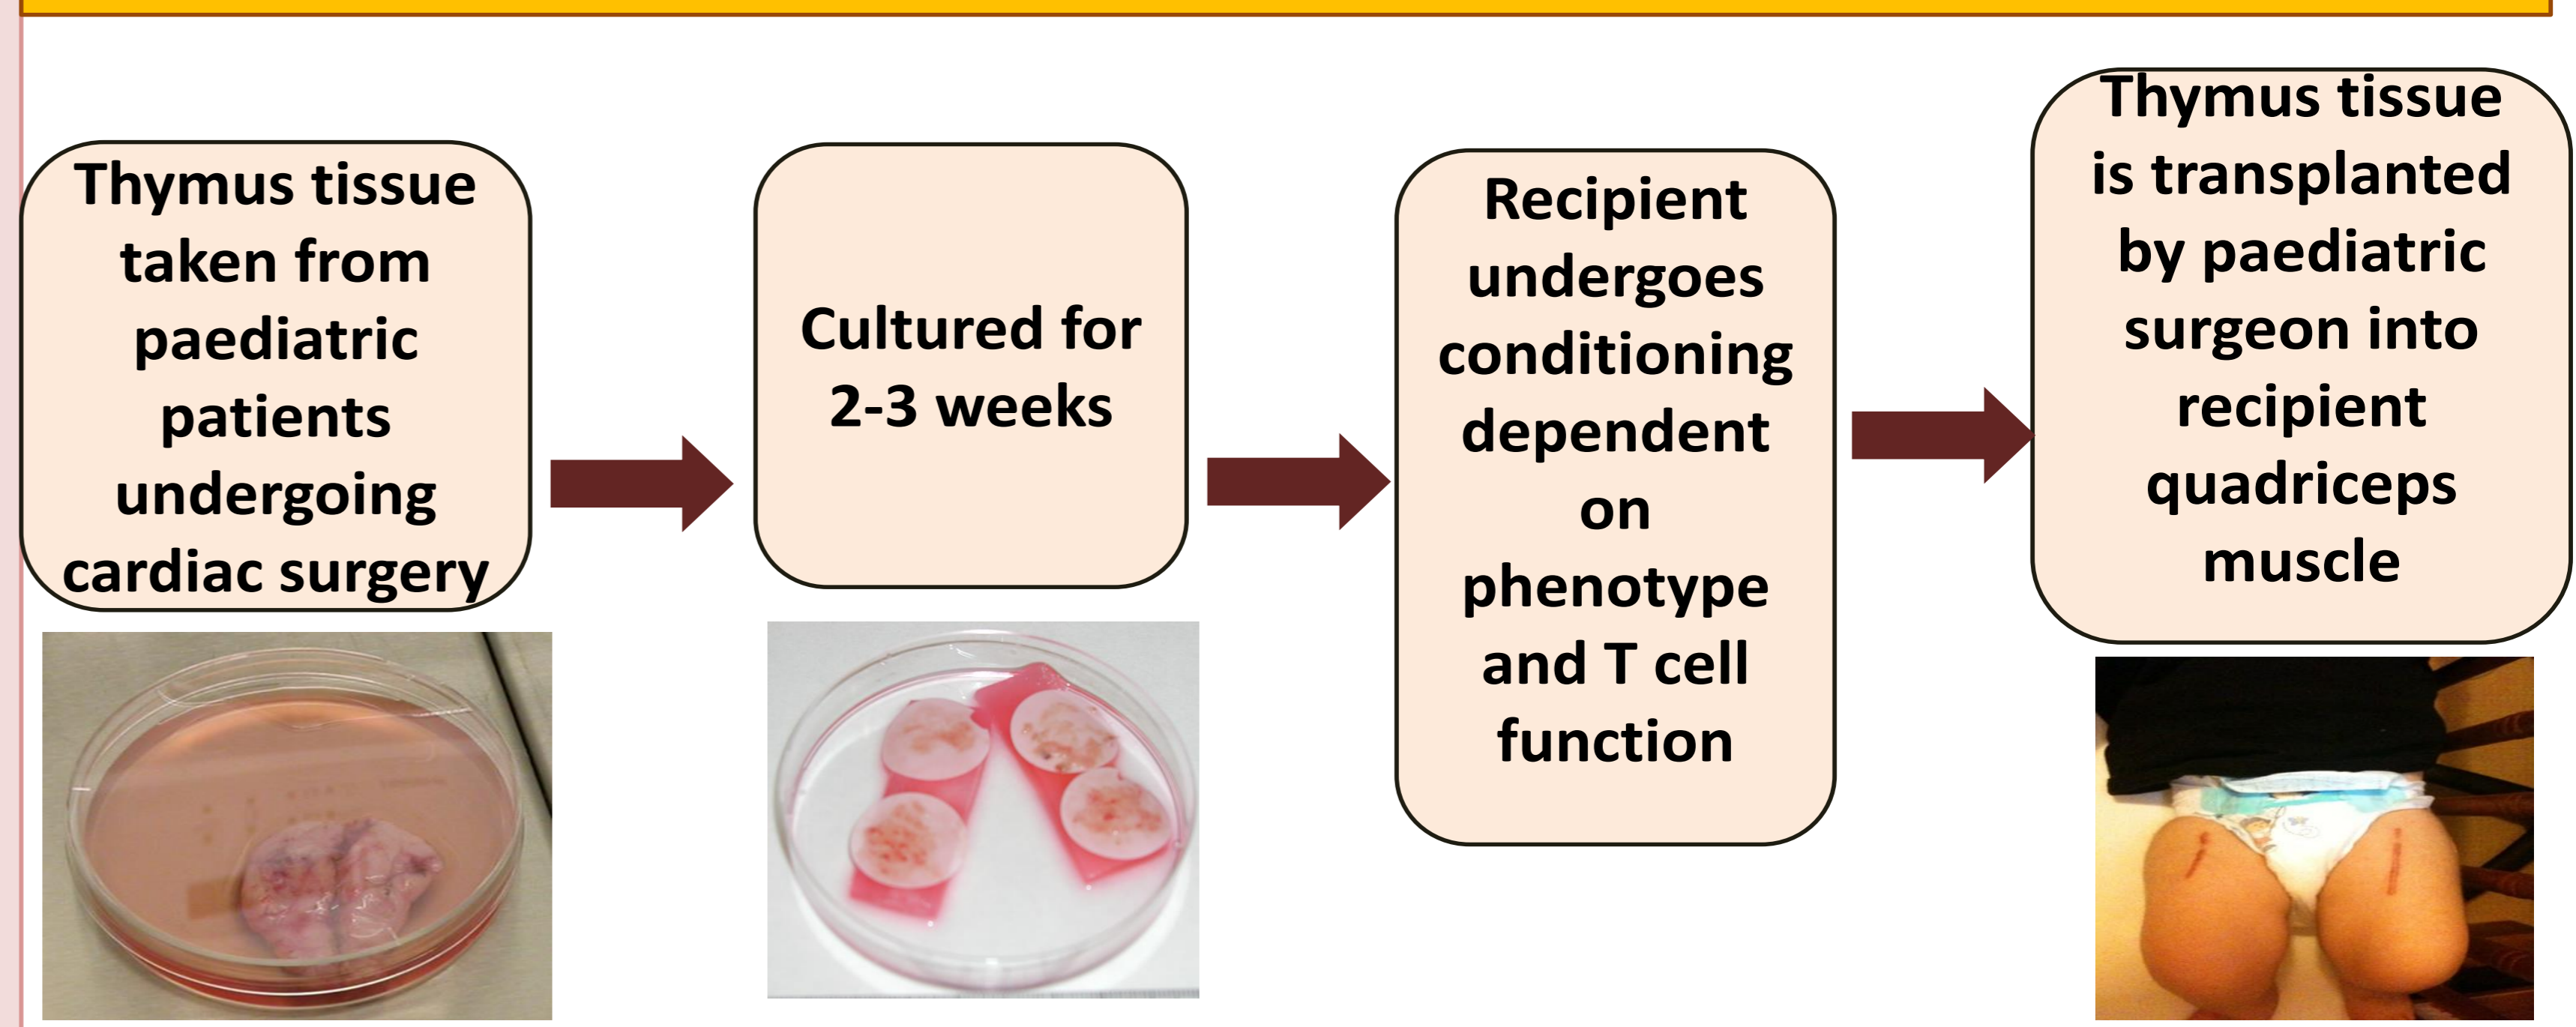 Thymus tissue
taken from
paediatric
patients
undergoing
cardiac surgery
Cultured for
2-3 weeks
Recipient
undergoes
conditioning
dependent
on
phenotype
and T cell
function
Thymus tissue
is transplanted
by paediatric
surgeon into
recipient
quadriceps
muscle